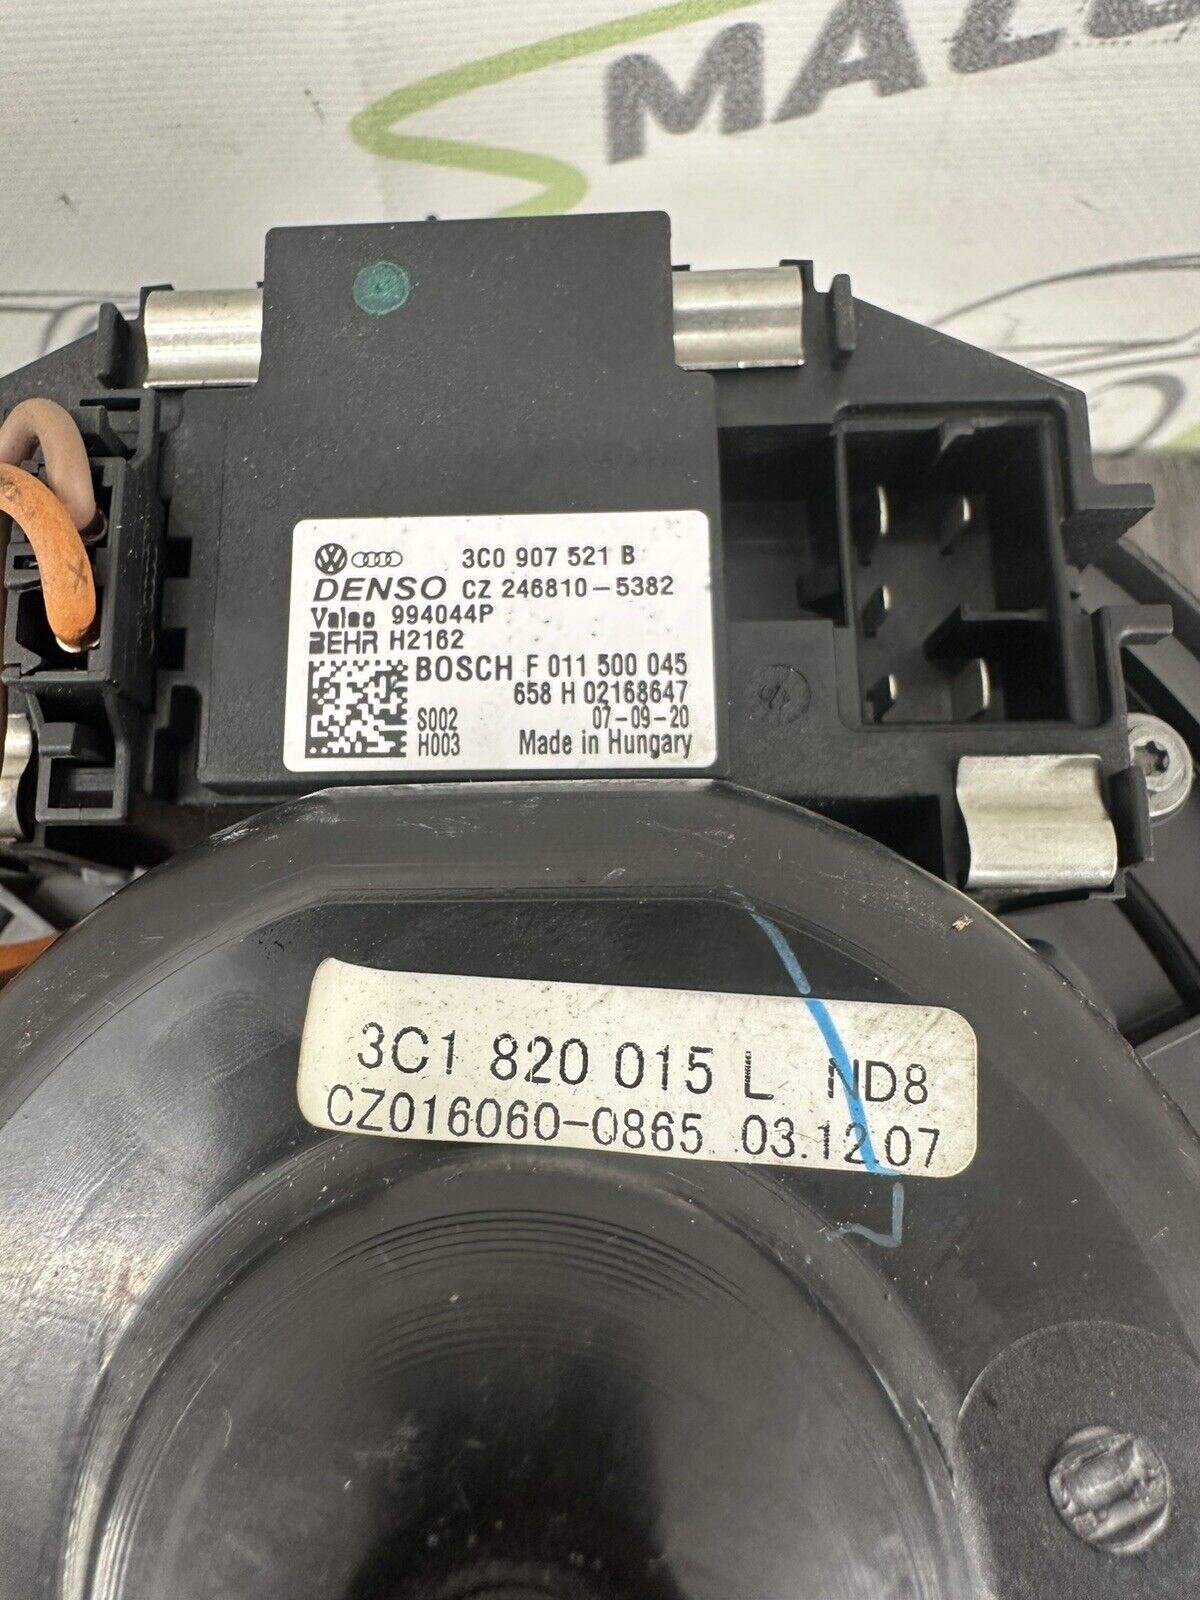 3C0 907 521 B
DENSO CZ 246810-5382
Valeo 994044P
BEHR H2162
BOSCH F 011 500 045
658 H 02168647
S002 07-09-20
H003 Made in Hungary
3C1 820 015 L ND8
CZ016060-0865 03.12.07